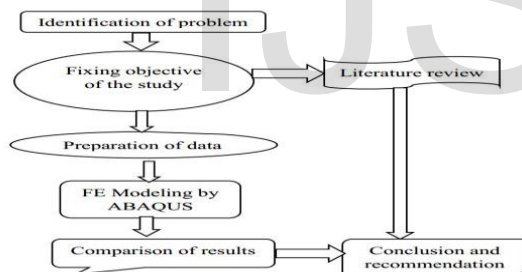 Identification of problem
Fixing objective
of the study
Literature review
Preparation of data
FE Modeling by
ABAQUS
Comparison of results
Conclusion and
recommendation